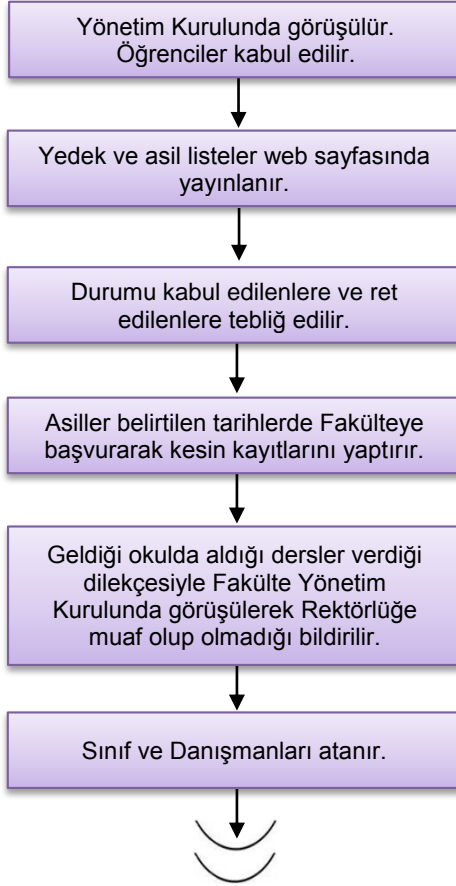 Yönetim Kurulunda görüşülür.
Öğrenciler kabul edilir.
Yedek ve asil listeler web sayfasında
yayınlanır.
Durumu kabul edilenlere ve ret
edilenlere tebliğ edilir.
Asiller belirtilen tarihlerde Fakülteye
başvurarak kesin kayıtlarını yaptırır.
Geldiği okulda aldığı dersler verdiği
dilekçesiyle Fakülte Yönetim
Kurulunda görüşülerek Rektörlüğe
muaf olup olmadığı bildirilir.
Sınıf ve Danışmanları atanır.